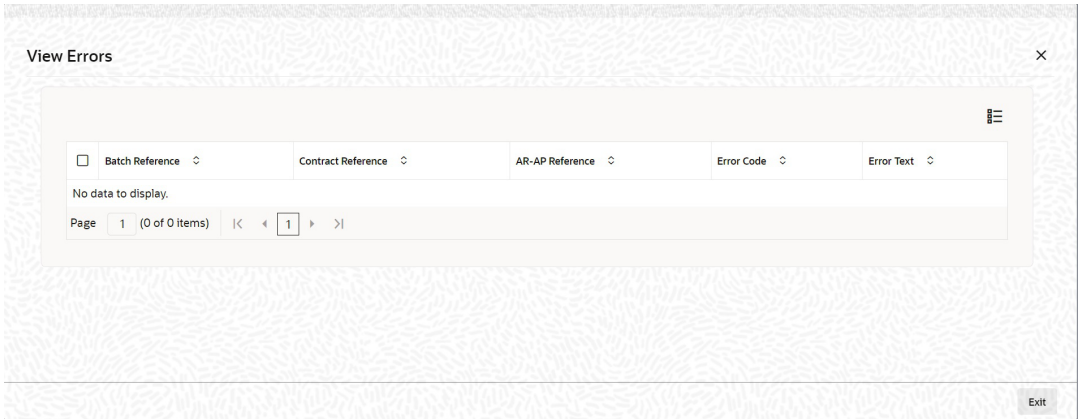 View Errors
Batch Reference Contract Reference AR-AP Reference Error Code Error Text
No data to display.
Page 1 (0 of 0 items) 1
Exit